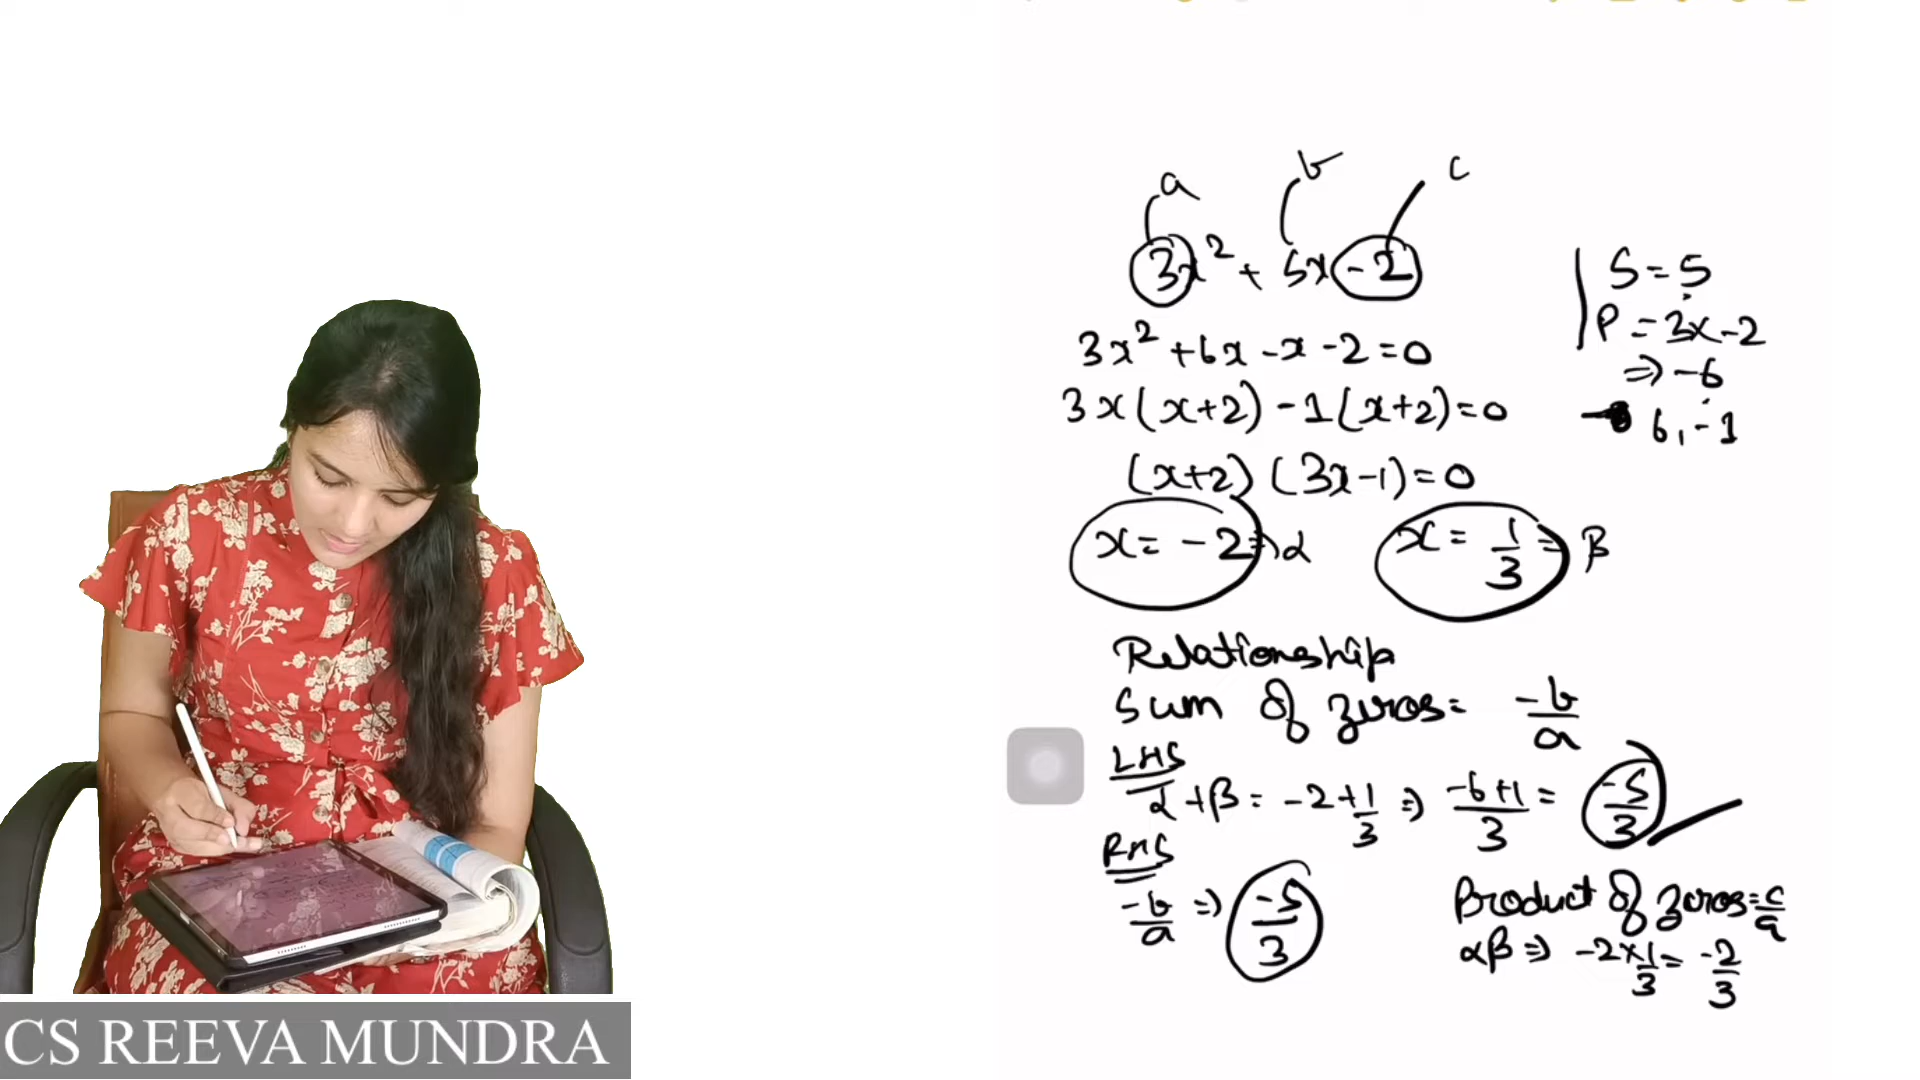 a b c
3x² + 5x - 2
S = 5
P = 3x-2
⇒ -6
6, -1
3x² + 6x - x - 2 = 0
3x(x+2) -1(x+2) = 0
(x+2) (3x-1) = 0
x = -2 ⇒ α x = 1/3 ⇒ β
Relationship
Sum of zeros = -b/a
LHS
α + β = -2 + 1/3 ⇒ -6+1/3 = -5/3
RHS
-b/a ⇒ -5/3
Product of zeros = c/a
αβ ⇒ -2 × 1/3 = -2/3
CS REEVA MUNDRA